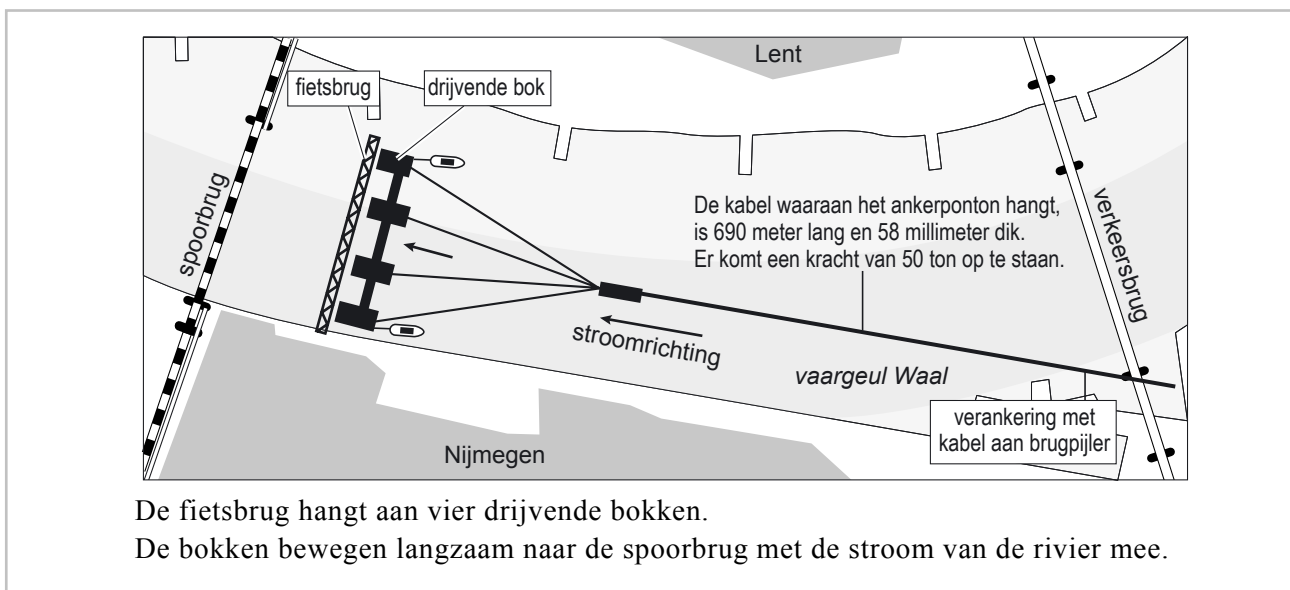 Lent
fietsbrug
drijvende bok
spoorbrug
De kabel waaraan het ankerponton hangt,
is 690 meter lang en 58 millimeter dik.
Er komt een kracht van 50 ton op te staan.
verkeersbrug
stroomrichting
vaargeul Waal
verankering met
kabel aan brugpijler
Nijmegen
De fietsbrug hangt aan vier drijvende bokken.
De bokken bewegen langzaam naar de spoorbrug met de stroom van de rivier mee.